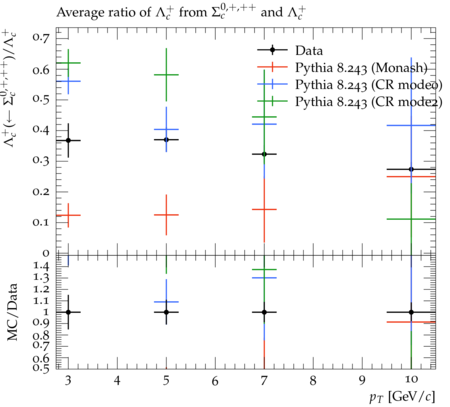 Average ratio of Λc+ from Σc0,+,++ and Λc+
Λc+(← Σc0,+,++)/Λc+
Data
Pythia 8.243 (Monash)
Pythia 8.243 (CR mode0)
Pythia 8.243 (CR mode2)
0.7
0.6
0.5
0.4
0.3
0.2
0.1
0
MC/Data
1.4
1.3
1.2
1.1
1
0.9
0.8
0.7
0.6
0.5
3 4 5 6 7 8 9 10
pT [GeV/c]